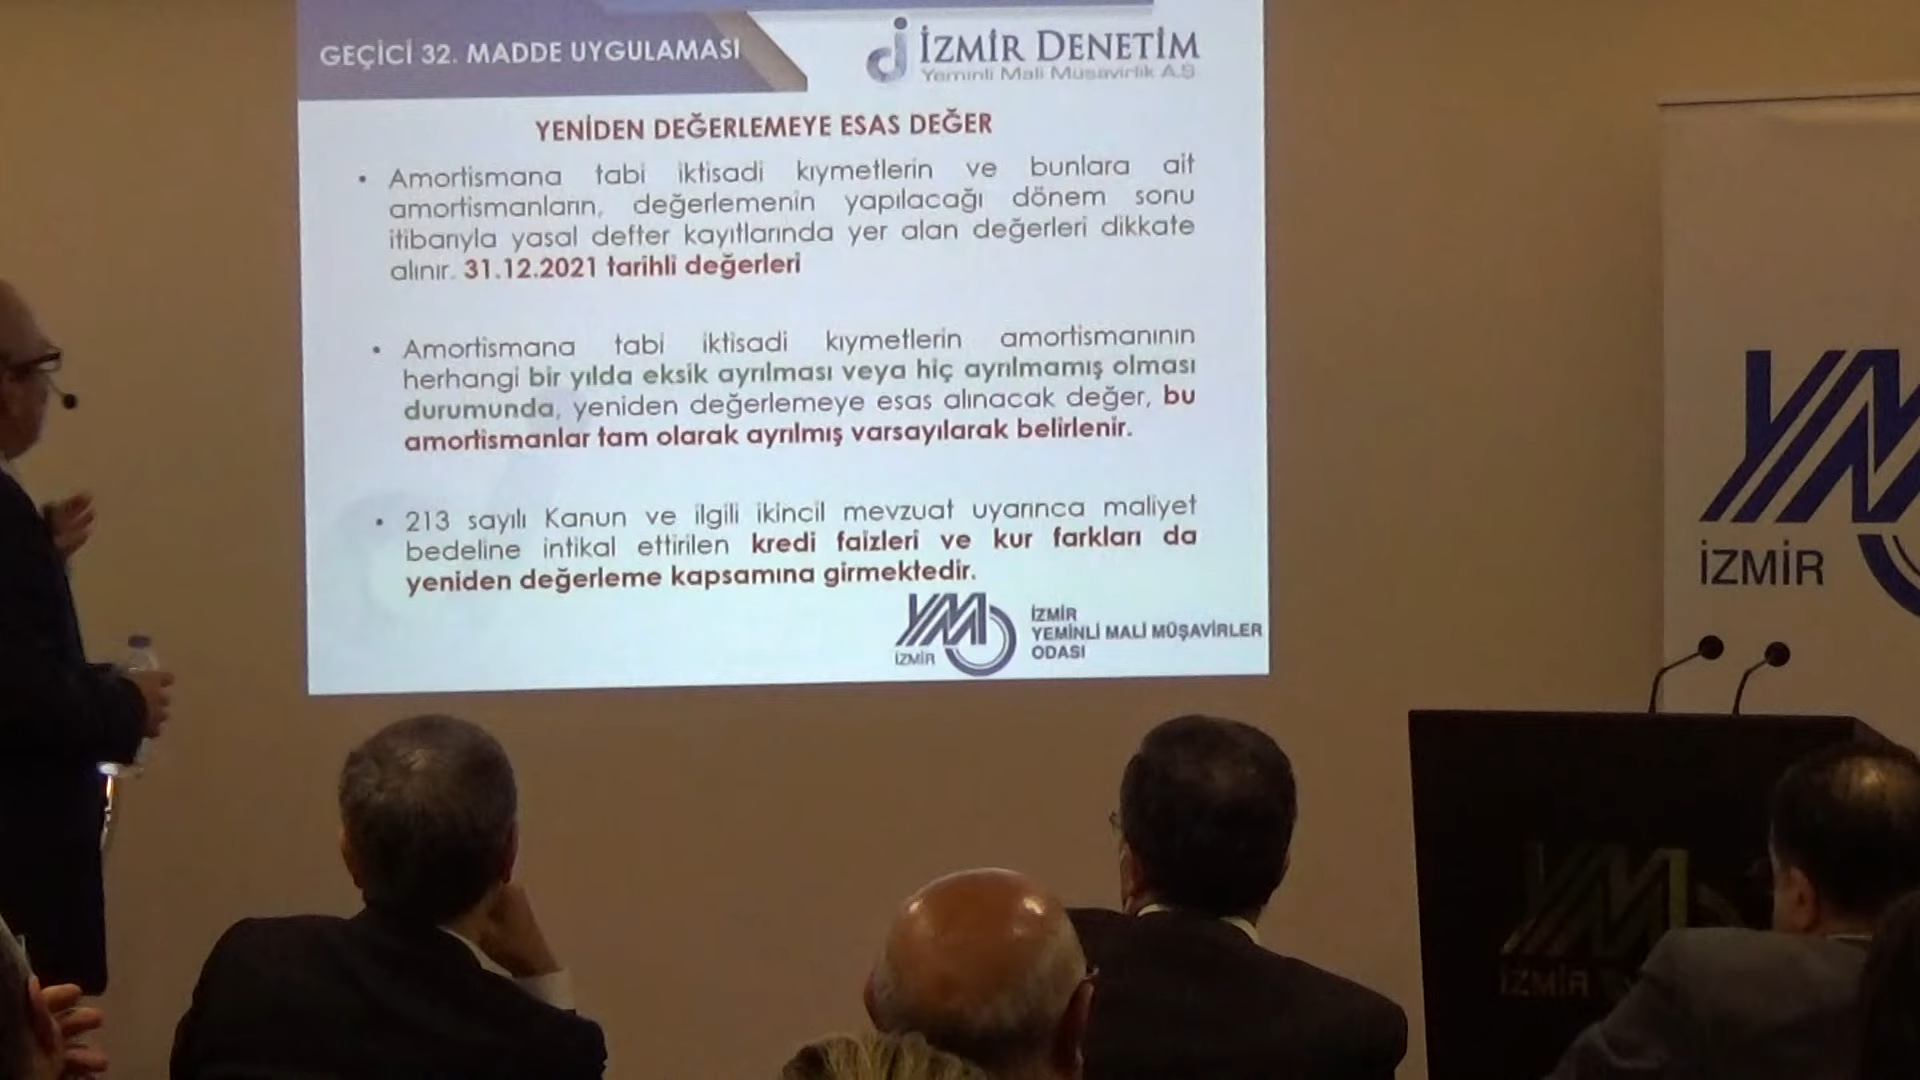 GEÇİCİ 32. MADDE UYGULAMASI
İZMİR DENETİM
Yeminli Mali Müşavirlik A.Ş
YENİDEN DEĞERLEMEYE ESAS DEĞER
• Amortismana tabi iktisadi kıymetlerin ve bunlara ait
amortismanların, değerlemenin yapılacağı dönem sonu
itibarıyla yasal defter kayıtlarında yer alan değerleri dikkate
alınır. 31.12.2021 tarihli değerleri
• Amortismana tabi iktisadi kıymetlerin amortismanının
herhangi bir yılda eksik ayrılması veya hiç ayrılmamış olması
durumunda, yeniden değerlemeye esas alınacak değer, bu
amortismanlar tam olarak ayrılmış varsayılarak belirlenir.
• 213 sayılı Kanun ve ilgili ikincil mevzuat uyarınca maliyet
bedeline intikal ettirilen kredi faizleri ve kur farkları da
yeniden değerleme kapsamına girmektedir.
YMM
İZMİR
İZMİR
YEMİNLİ MALİ MÜŞAVİRLER
ODASI
İZMİR
İZMİR